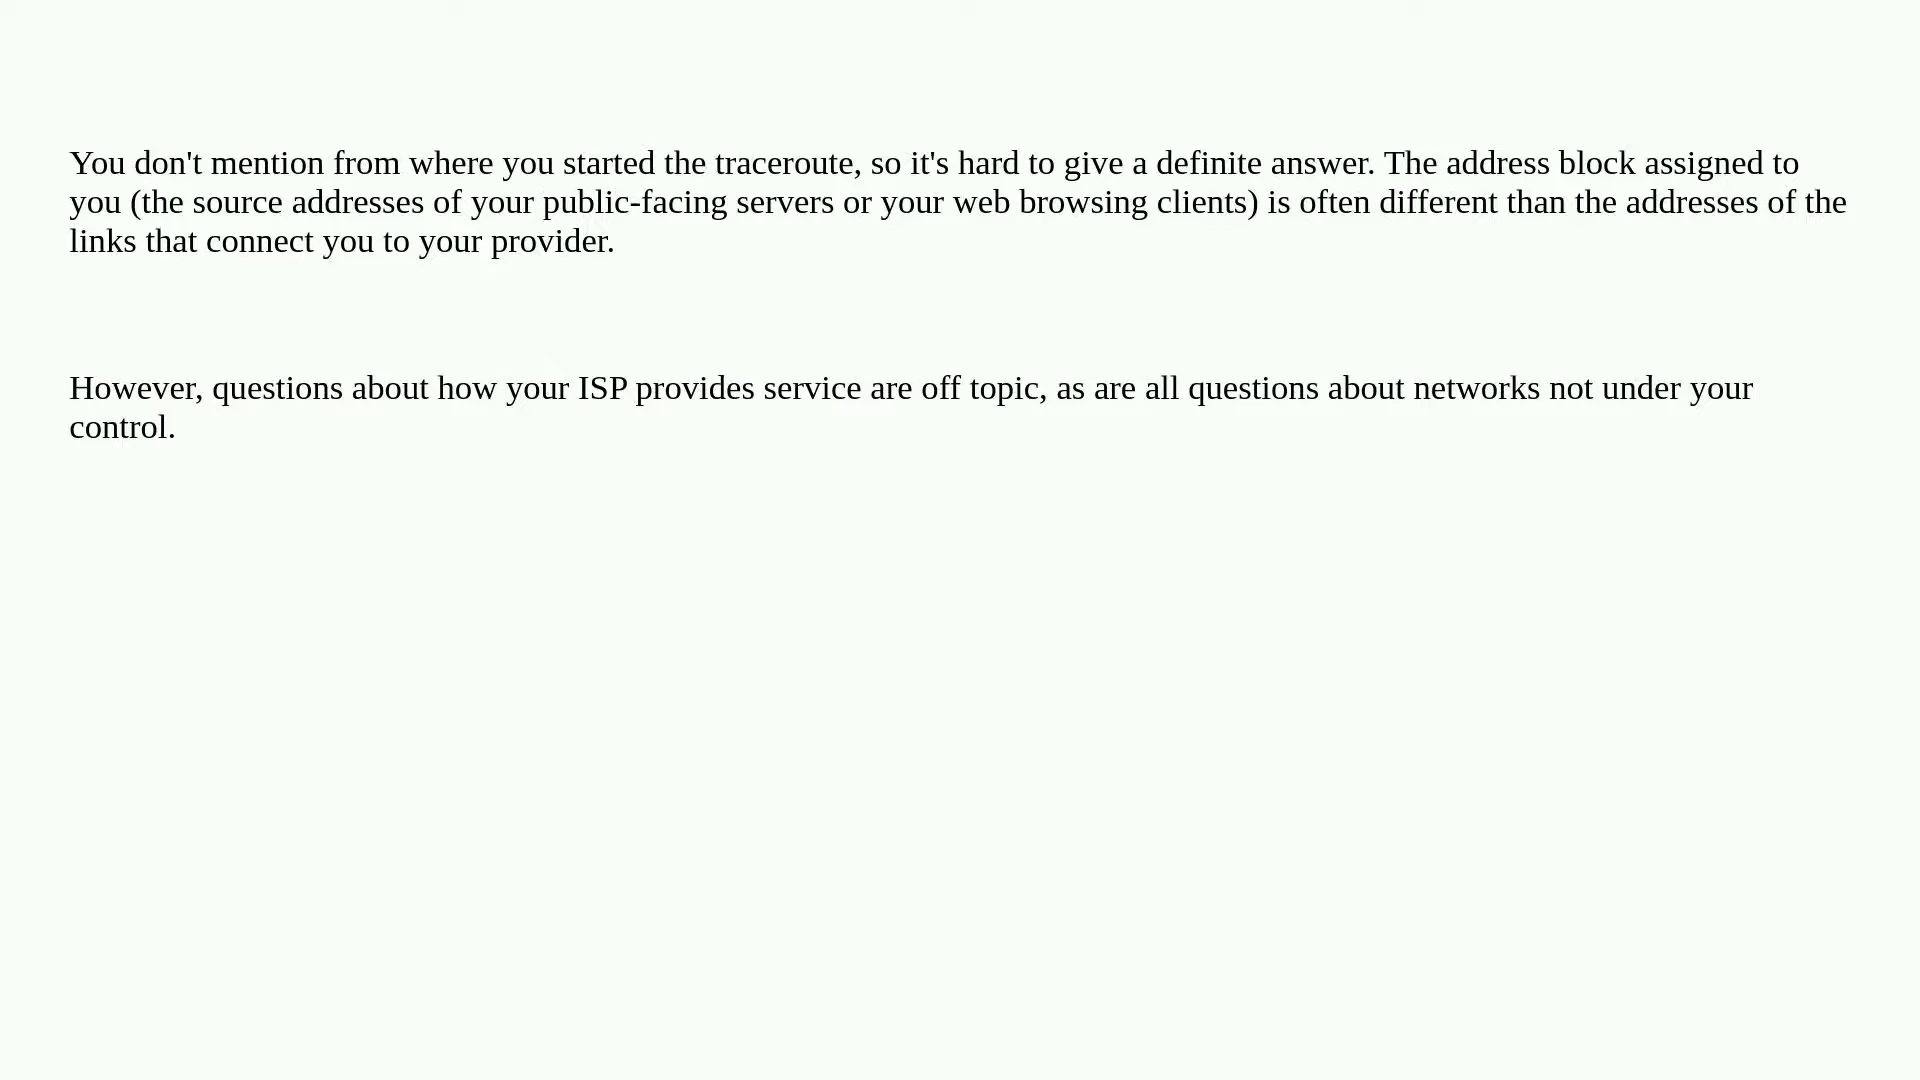 You don't mention from where you started the traceroute, so it's hard to give a definite answer. The address block assigned to
you (the source addresses of your public-facing servers or your web browsing clients) is often different than the addresses of the
links that connect you to your provider.
However, questions about how your ISP provides service are off topic, as are all questions about networks not under your
control.